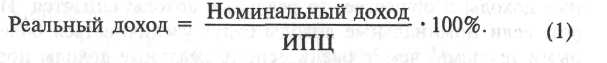 Реальный доход = Номинальный доход / ИПЦ · 100%. (1)